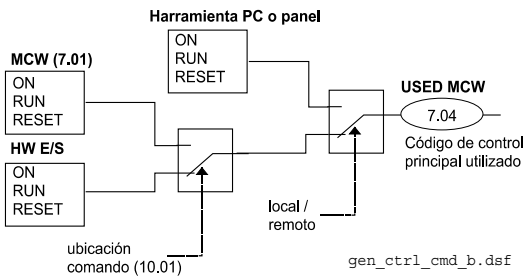 Harramienta PC o panel
ON
RUN
RESET
MCW (7.01)
ON
RUN
RESET
USED MCW
7.04
Código de control
principal utilizado
HW E/S
ON
RUN
RESET
local /
remoto
ubicación
comando (10.01)
gen_ctrl_cmd_b.dsf